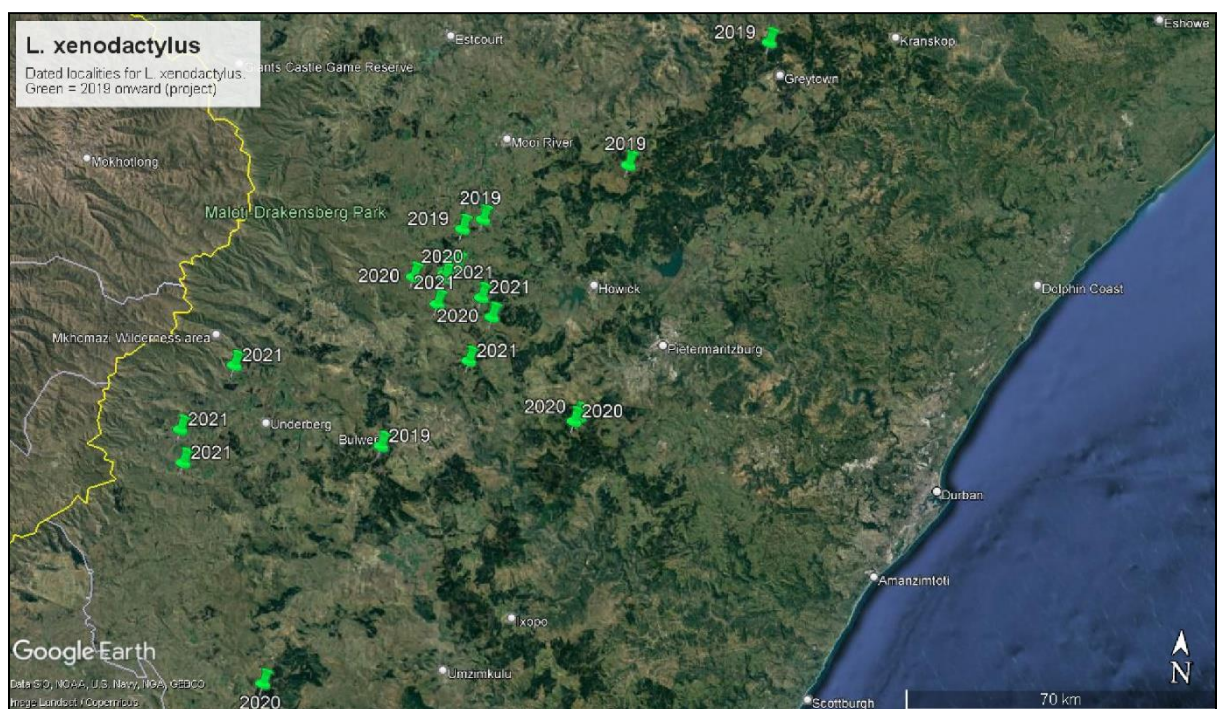 L. xenodactylus
Dated localities for L. xenodactylus.
Green = 2019 onward (project)
Giants Castle Game Reserve
Estcourt
2019
Kranskop
Eshowe
Greytown
Mooi River
2019
Mokhotlong
Maloti-Drakensberg Park
2019
2019
2020
2020
2021
2021
2021
Howick
Dolphin Coast
2020
Mkhomazi Wilderness area
2021
2021
Pietermaritzburg
2021
Underberg
2020
2020
Bulwer
2019
2021
Durban
Amanzimtoti
Ixopo
Umzimkulu
2020
Scottburgh
Google Earth
Data SIO, NOAA, U.S. Navy, NGA, GEBCO
Image Landsat / Copernicus
N
70 km